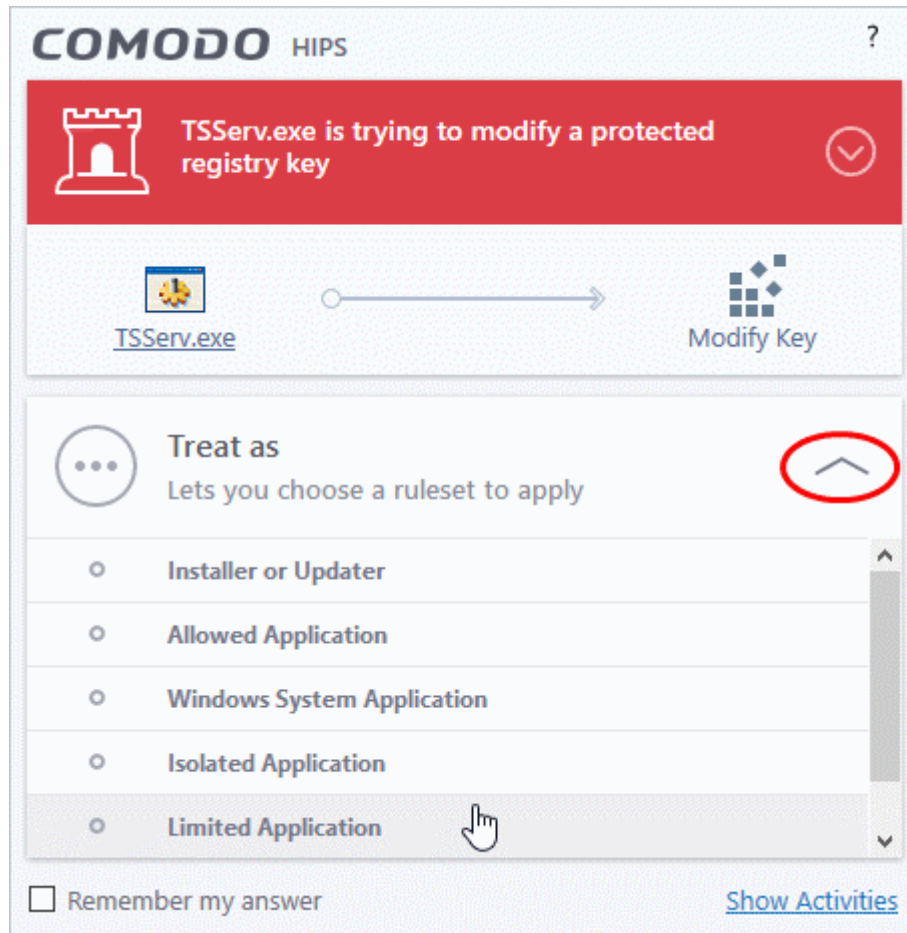 COMODO HIPS ?
TSServ.exe is trying to modify a protected
registry key
TSServ.exe
Modify Key
Treat as
Lets you choose a ruleset to apply
Installer or Updater
Allowed Application
Windows System Application
Isolated Application
Limited Application
Remember my answer
Show Activities